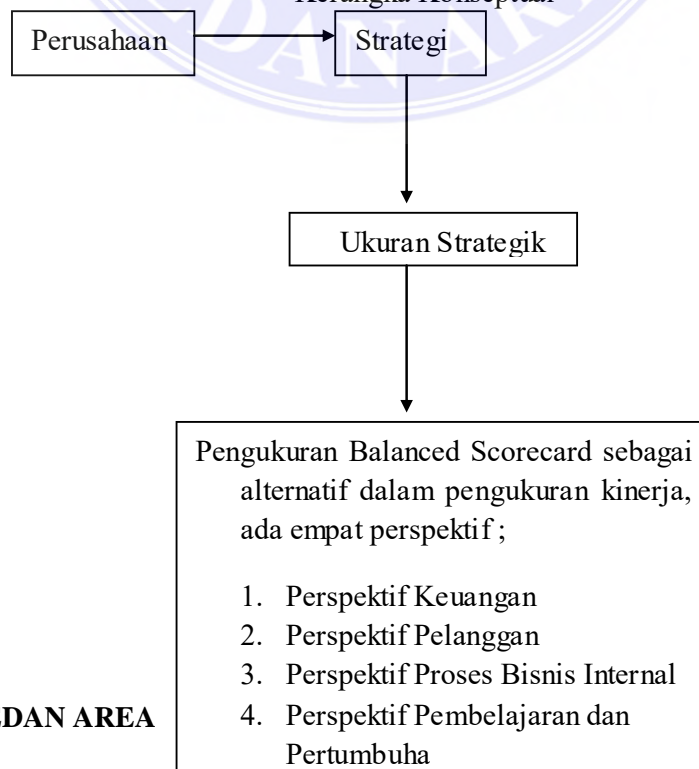 Kerangka Konseptual
Perusahaan
Strategi
Ukuran Strategik
Pengukuran Balanced Scorecard sebagai
alternatif dalam pengukuran kinerja,
ada empat perspektif ;
1. Perspektif Keuangan
2. Perspektif Pelanggan
3. Perspektif Proses Bisnis Internal
4. Perspektif Pembelajaran dan
Pertumbuha
DAN AREA